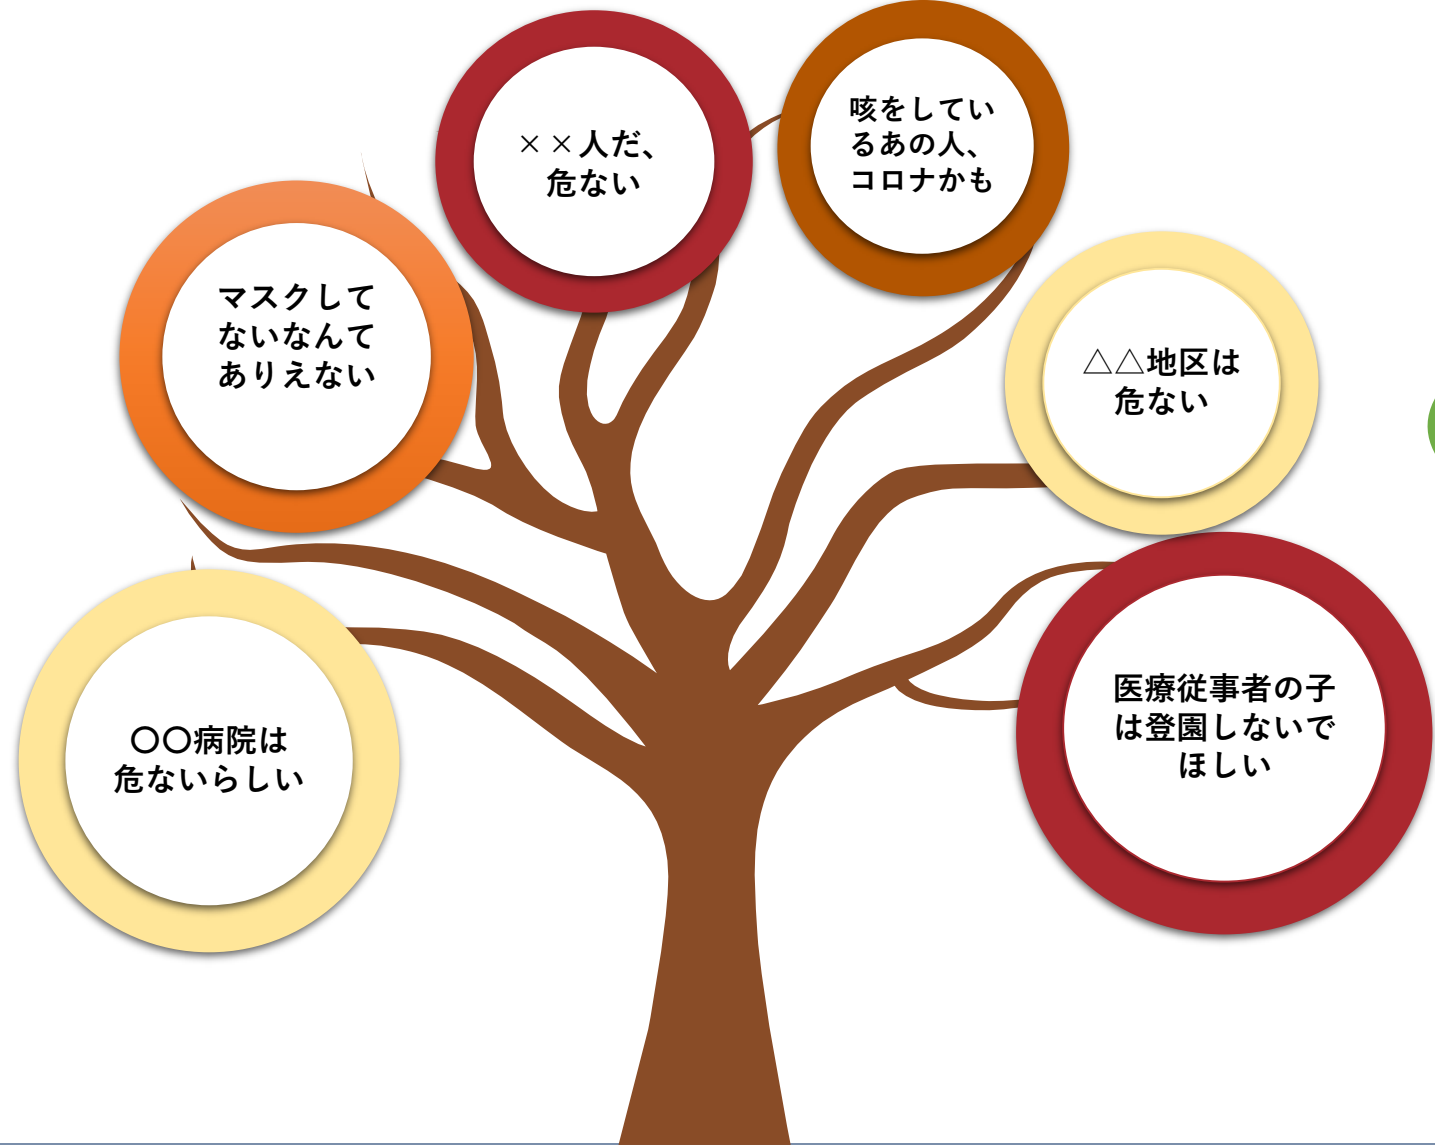 ××人だ、
危ない
咳をしてい
るあの人、
コロナかも
マスクして
ないなんて
ありえない
△△地区は
危ない
〇〇病院は
危ないらしい
医療従事者の子
は登園しないで
ほしい